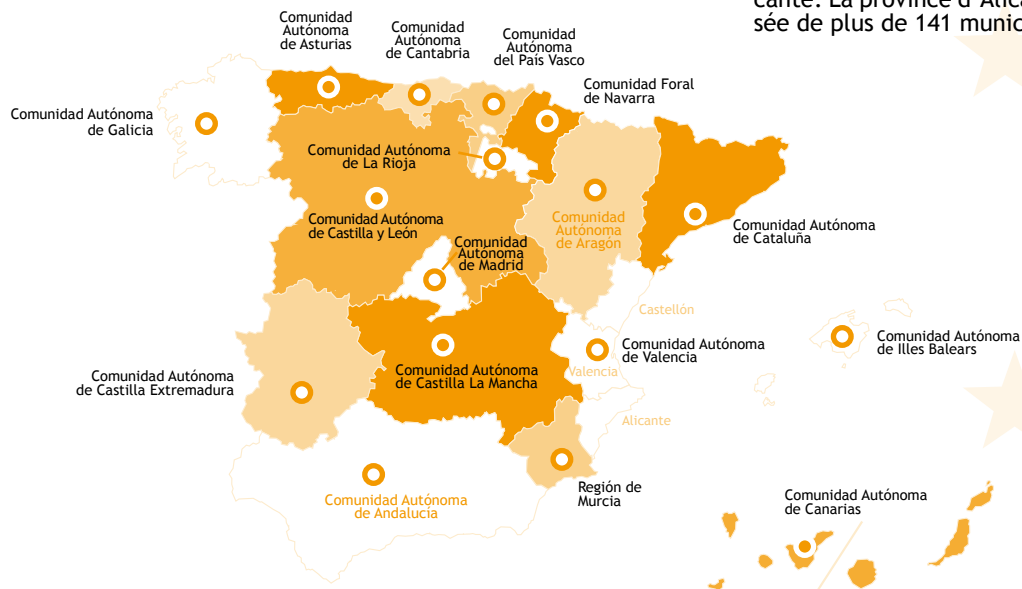 cante. La province d'Alica
sée de plus de 141 munic
Comunidad
Autónoma
de Asturias
Comunidad
Autónoma
de Cantabria
Comunidad
Autónoma
del País Vasco
Comunidad Foral
de Navarra
Comunidad Autónoma
de Galicia
Comunidad Autónoma
de La Rioja
Comunidad Autónoma
de Castilla y León
Comunidad
Autónoma
de Aragón
Comunidad Autónoma
de Cataluña
Comunidad
Autónoma
de Madrid
Castellón
Comunidad Autónoma
de Valencia
Valencia
Comunidad Autónoma
de Illes Balears
Comunidad Autónoma
de Castilla La Mancha
Comunidad Autónoma
de Castilla Extremadura
Alicante
Región de
Murcia
Comunidad Autónoma
de Andalucía
Comunidad Autónoma
de Canarias